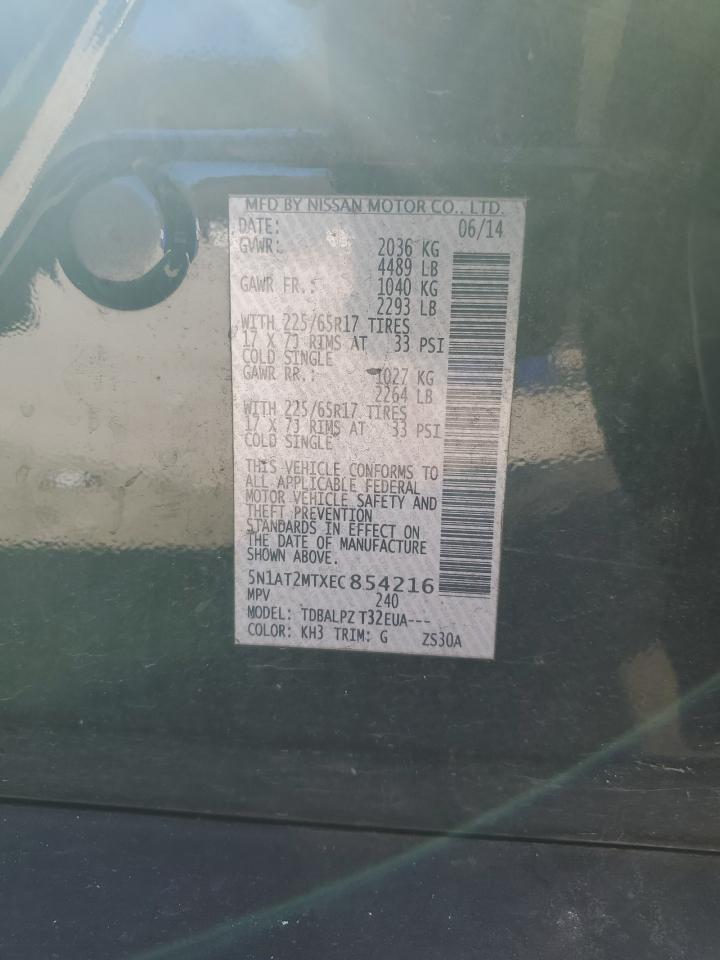 MFD BY NISSAN MOTOR CO., LTD.
DATE: 06/14
GVWR: 2036 KG
4489 LB
GAWR FR.: 1040 KG
2293 LB
WITH 225/65R17 TIRES
17 X 7J RIMS AT 33 PSI
COLD SINGLE
GAWR RR.: 1027 KG
2264 LB
WITH 225/65R17 TIRES
17 X 7J RIMS AT 33 PSI
COLD SINGLE
THIS VEHICLE CONFORMS TO
ALL APPLICABLE FEDERAL
MOTOR VEHICLE SAFETY AND
THEFT PREVENTION
STANDARDS IN EFFECT ON
THE DATE OF MANUFACTURE
SHOWN ABOVE.
5N1AT2MTXEC854216
MPV 240
MODEL: TDBALPZ T32EUA---
COLOR: KH3 TRIM: G ZS30A